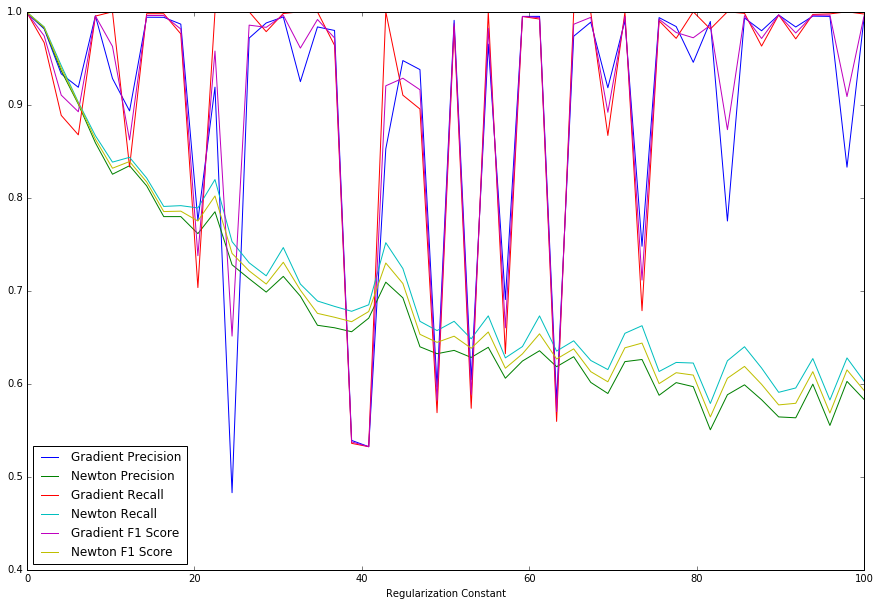 1.0
0.9
0.8
0.7
0.6
0.5
0.4
Gradient Precision
Newton Precision
Gradient Recall
Newton Recall
Gradient F1 Score
Newton F1 Score
0 20 40 60 80 100
Regularization Constant